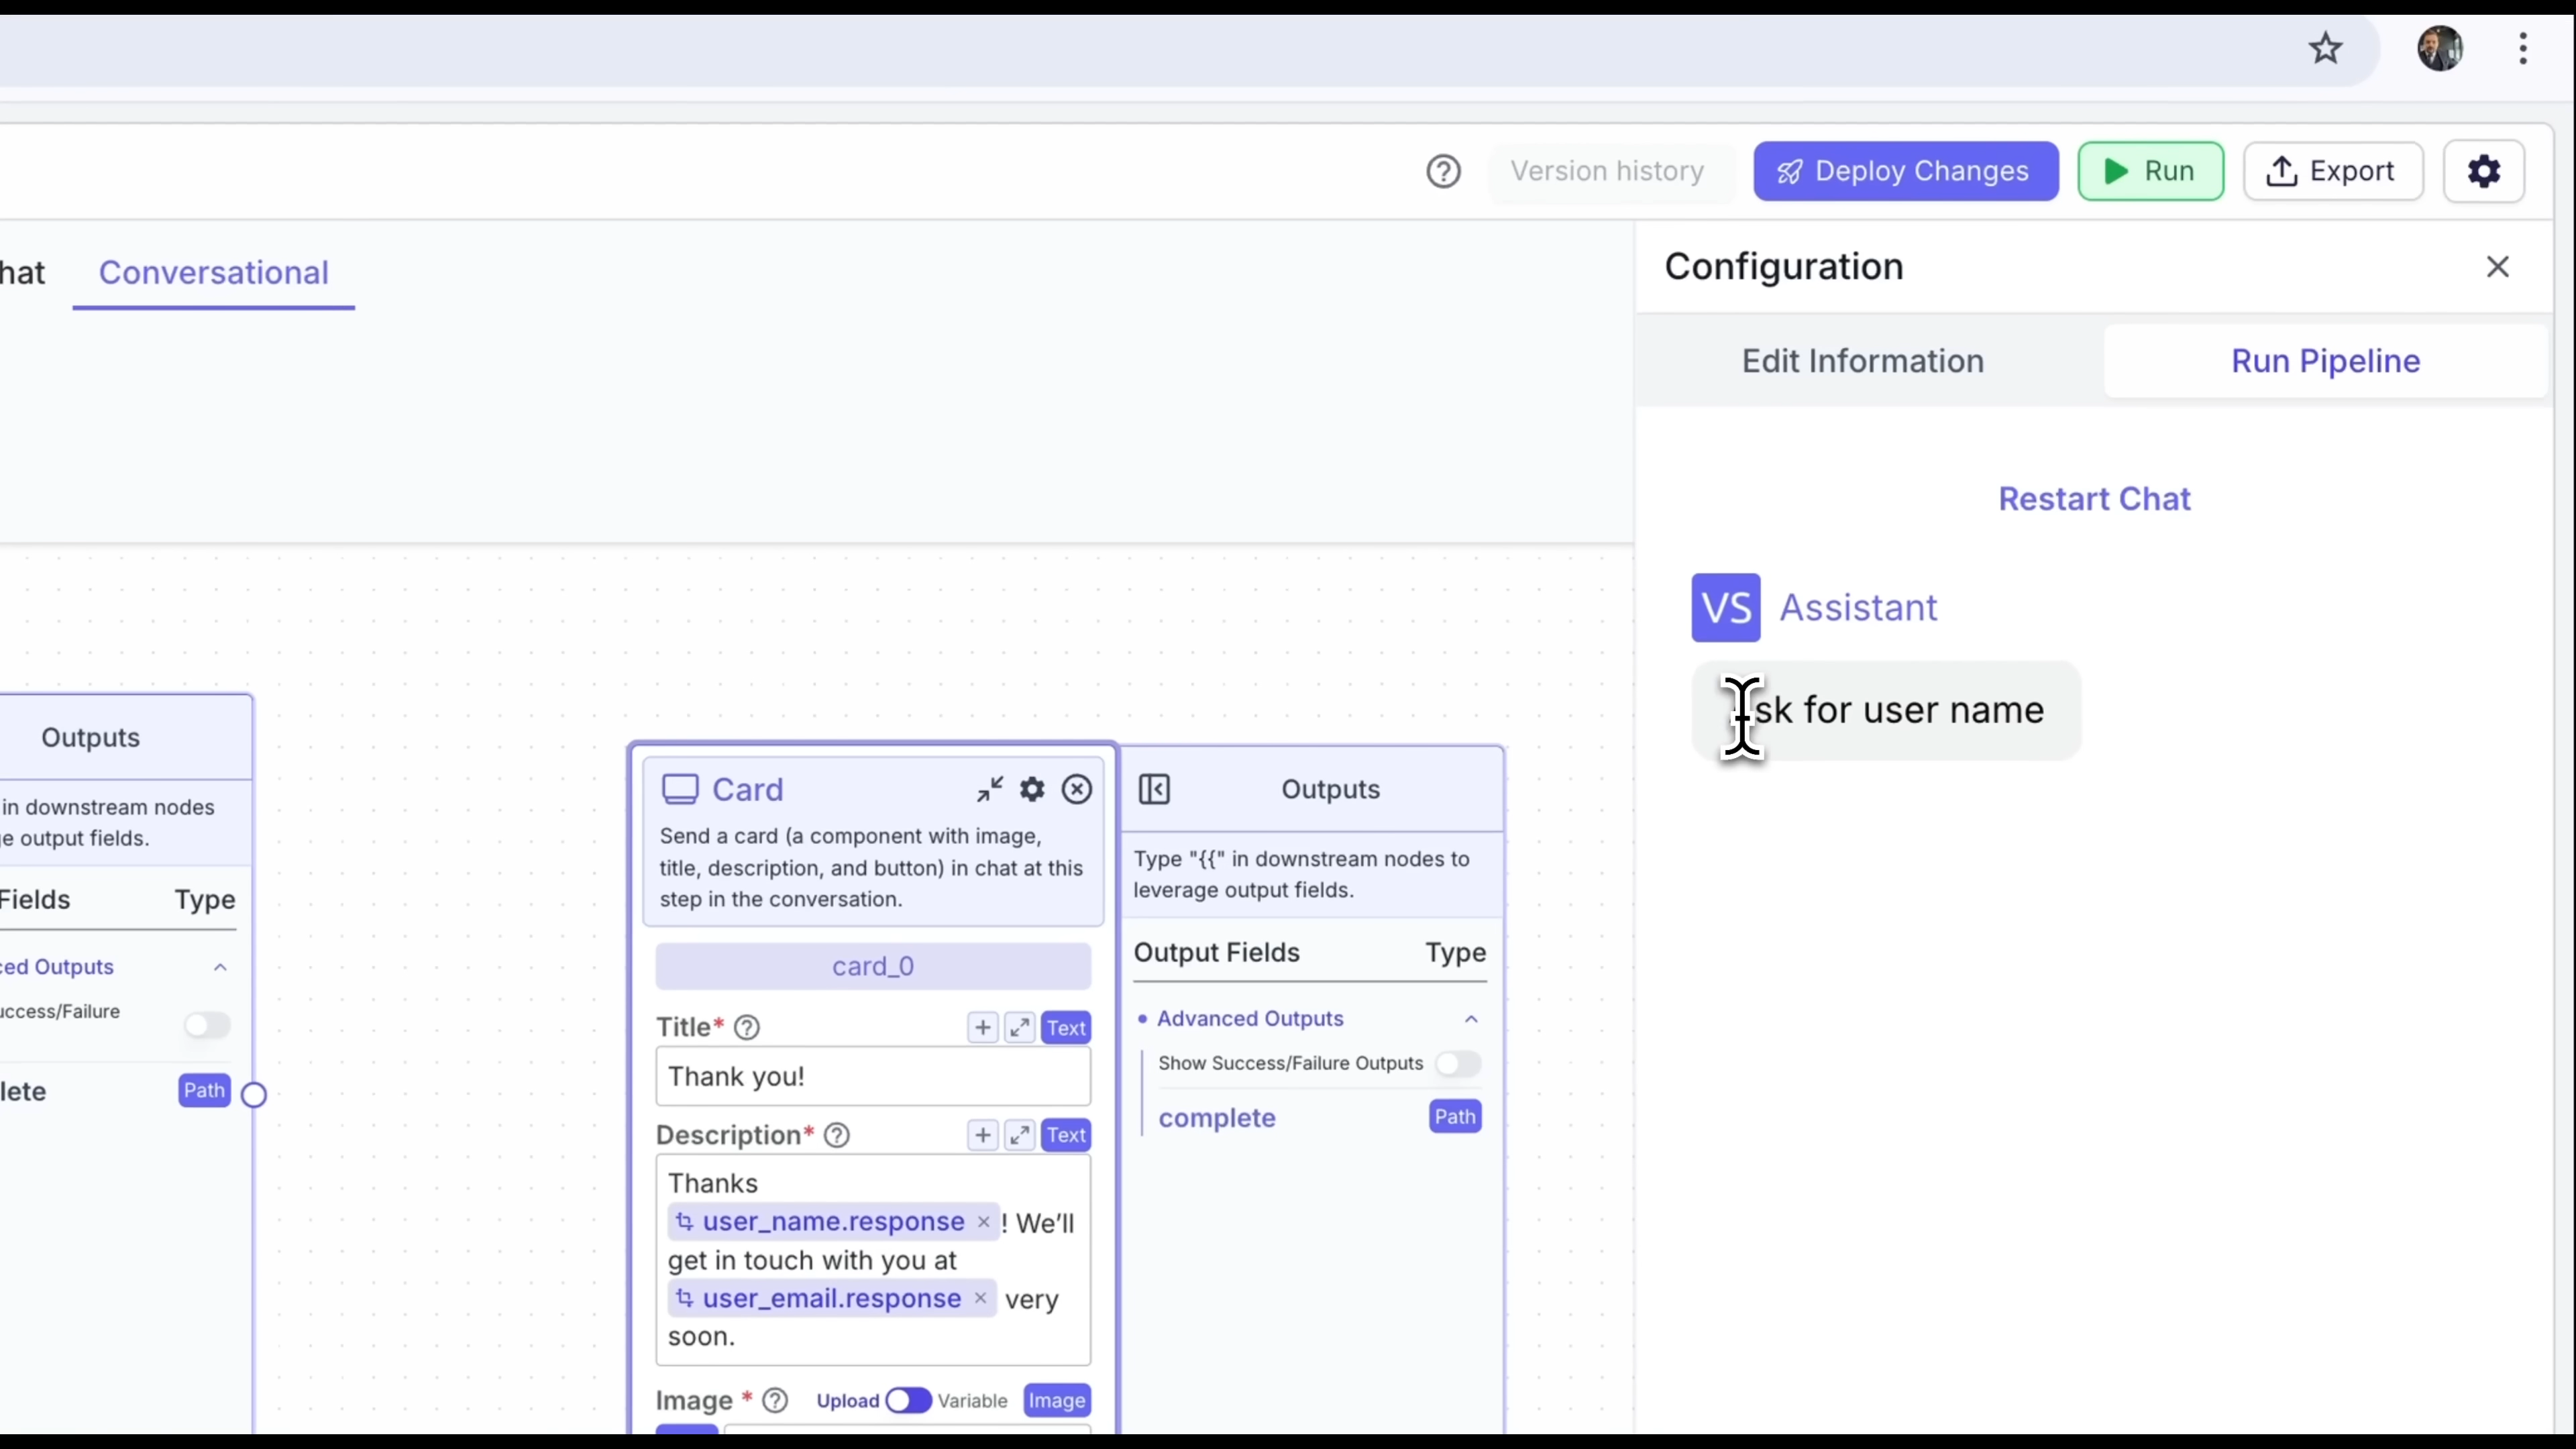 Version history
Deploy Changes
Run
Export
hat
Conversational
Configuration
Edit Information
Run Pipeline
Restart Chat
VS Assistant
sk for user name
Outputs
in downstream nodes
ge output fields.
Fields Type
ced Outputs
uccess/Failure
lete Path
Card
Send a card (a component with image,
title, description, and button) in chat at this
step in the conversation.
card_0
Title* Text
Thank you!
Description* Text
Thanks
user_name.response ! We’ll
get in touch with you at
user_email.response very
soon.
Image * Upload Variable Image
Outputs
Type "{{" in downstream nodes to
leverage output fields.
Output Fields Type
Advanced Outputs
Show Success/Failure Outputs
complete Path